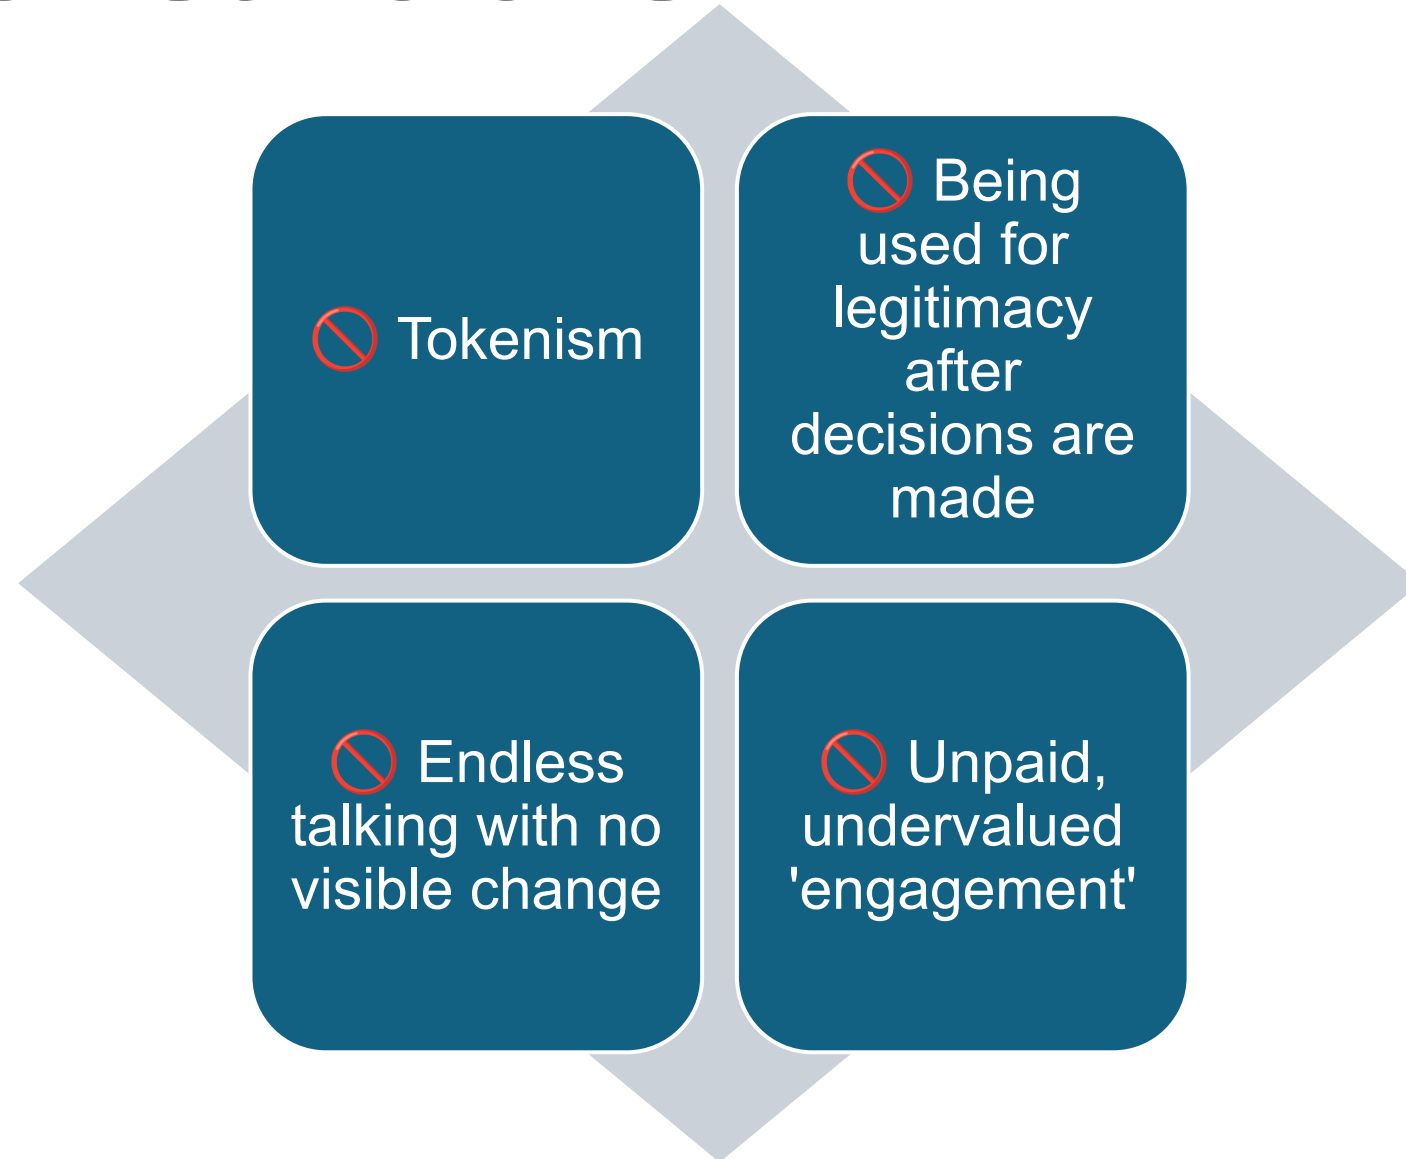 🚫 Tokenism
🚫 Being
used for
legitimacy
after
decisions are
made
🚫 Endless
talking with no
visible change
🚫 Unpaid,
undervalued
'engagement'